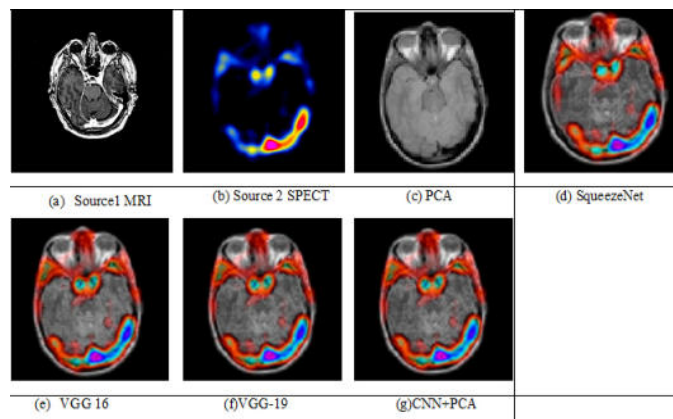 (a) Source1 MRI
(b) Source 2 SPECT
(c) PCA
(d) SqueezeNet
(e) VGG 16
(f)VGG-19
(g)CNN+PCA